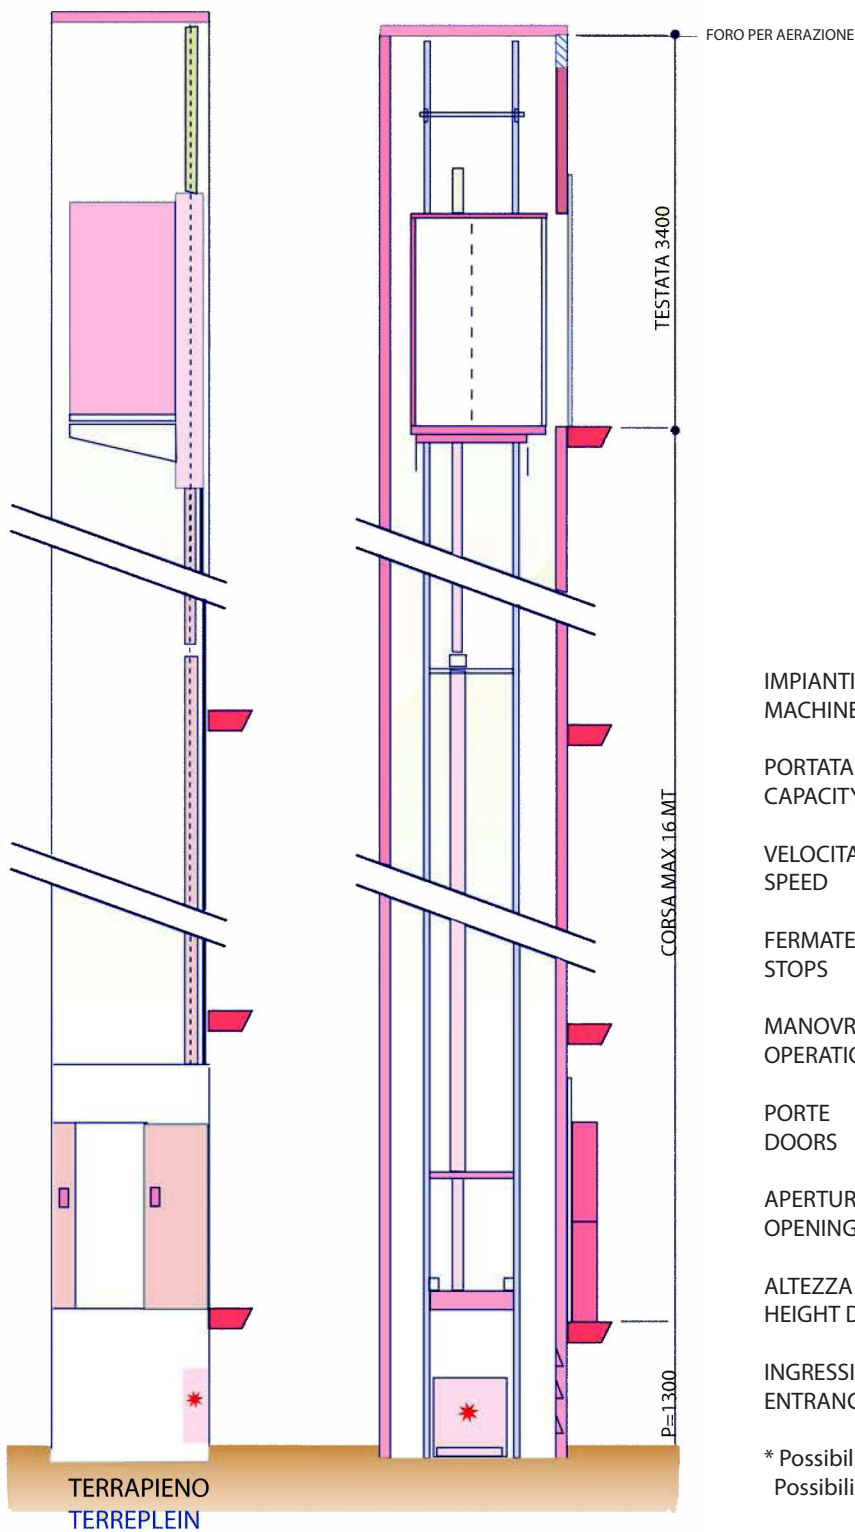 FORO PER AERAZIONE
TESTATA 3400
CORSA MAX 16 MT
P=1300
IMPIANTI
MACHINE
PORTATA
CAPACITY
VELOCITA
SPEED
FERMATE
STOPS
MANOVR
OPERATIO
PORTE
DOORS
APERTUR
OPENING
ALTEZZA
HEIGHT D
INGRESSI
ENTRANC
* Possibil
Possibili
TERRAPIENO
TERREPLEIN